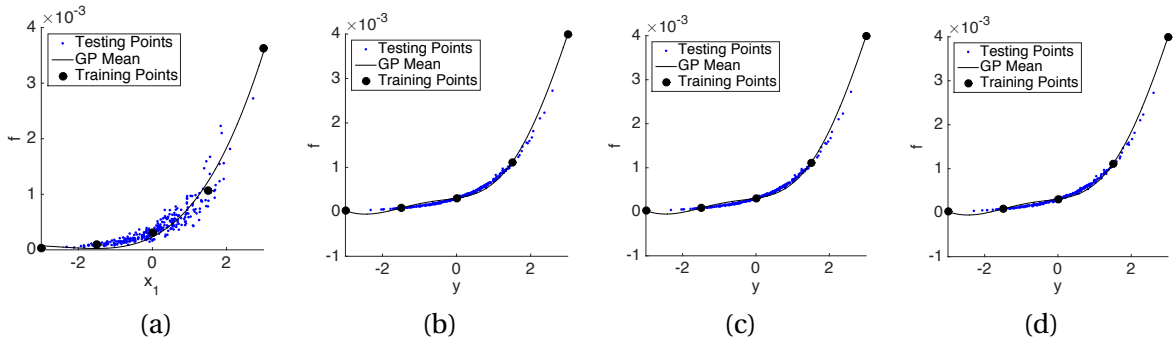 ×10⁻³
4
3
2
1
0
f
-2 0 2
x₁
Testing Points
GP Mean
Training Points
(a)
×10⁻³
4
3
2
1
0
-1
f
-2 0 2
y
Testing Points
GP Mean
Training Points
(b)
×10⁻³
4
3
2
1
0
-1
f
-2 0 2
y
Testing Points
GP Mean
Training Points
(c)
×10⁻³
4
3
2
1
0
-1
f
-2 0 2
y
Testing Points
GP Mean
Training Points
(d)